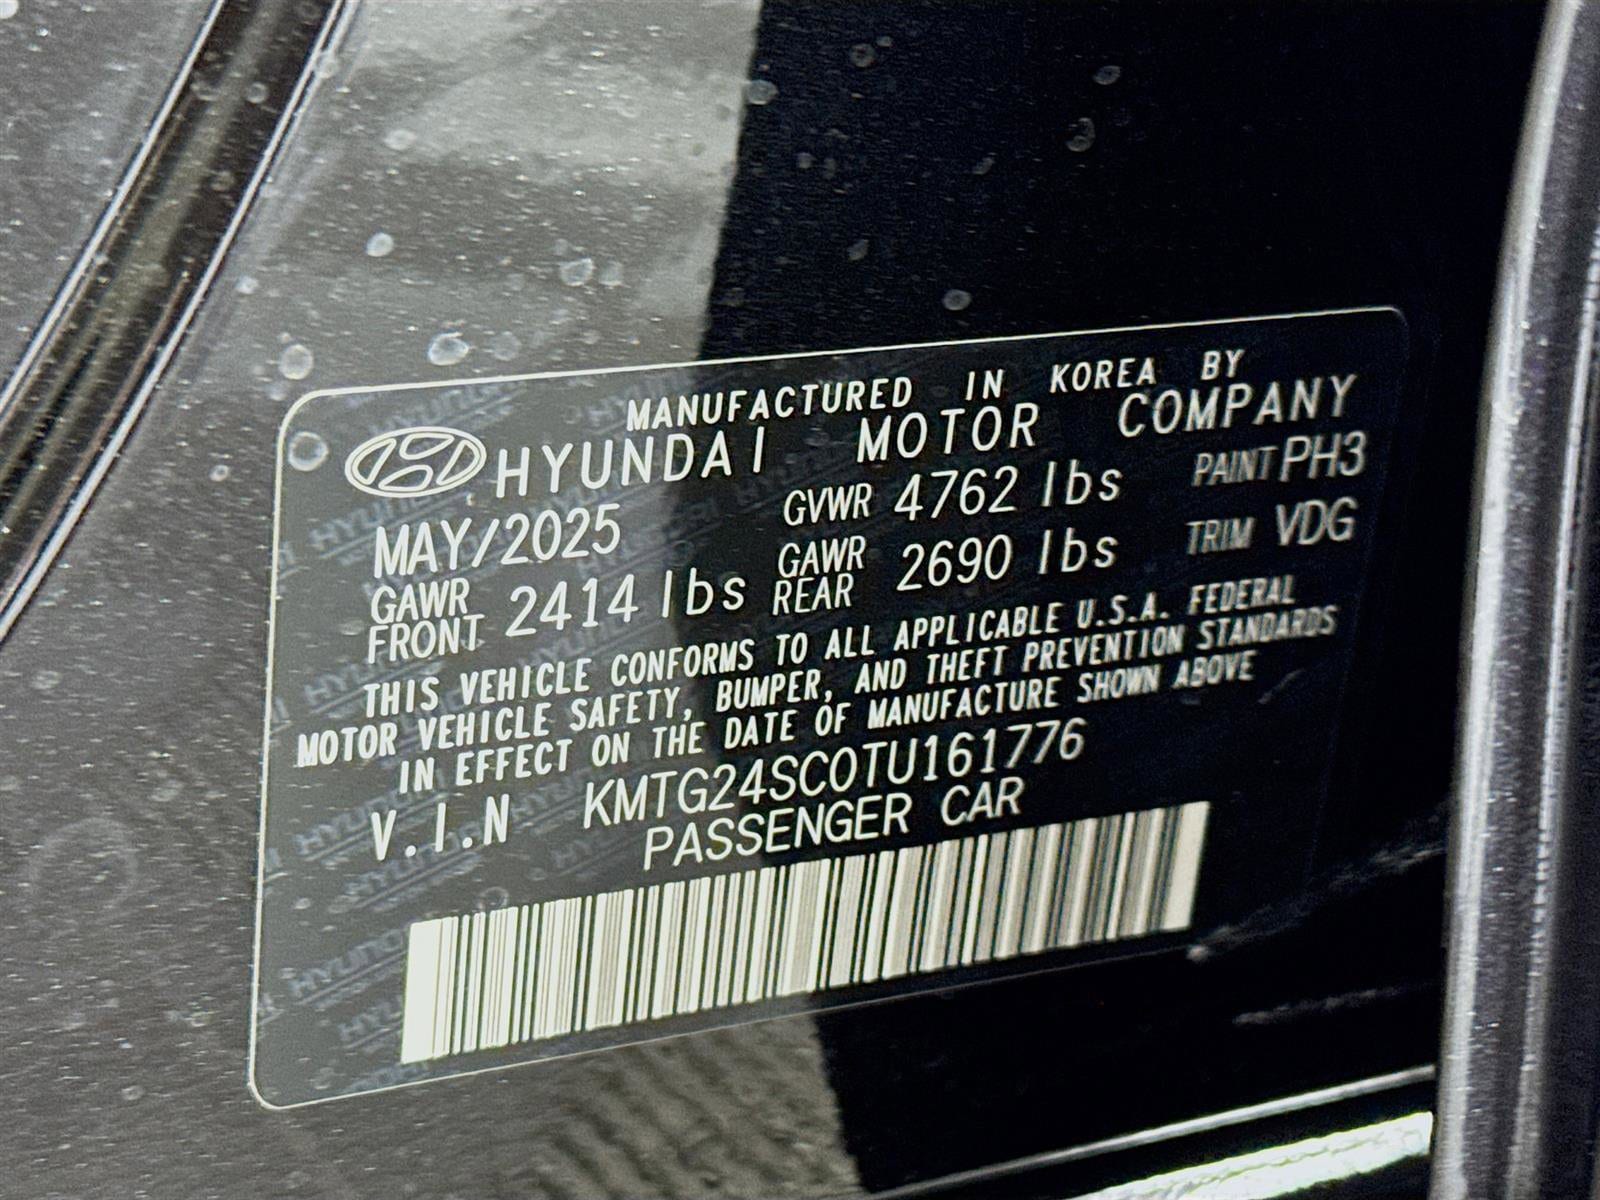 MANUFACTURED IN KOREA BY
HYUNDAI MOTOR COMPANY
MAY/2025 GVWR 4762 lbs PAINT PH3
GAWR FRONT 2414 lbs GAWR REAR 2690 lbs TRIM VDG
THIS VEHICLE CONFORMS TO ALL APPLICABLE U.S.A. FEDERAL
MOTOR VEHICLE SAFETY, BUMPER, AND THEFT PREVENTION STANDARDS
IN EFFECT ON THE DATE OF MANUFACTURE SHOWN ABOVE
V.I.N KMTG24SC0TU161776
PASSENGER CAR